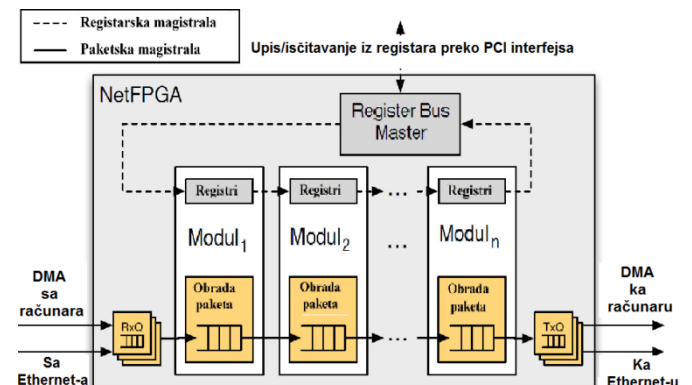 Registarska magistrala
Paketska magistrala
Upis/isčitavanje iz registara preko PCI interfejsa
NetFPGA
Register Bus
Master
Registri
Registri
...
Registri
Modul1
Modul2
...
Moduln
DMA
sa
računara
Obrada
paketa
Obrada
paketa
Obrada
paketa
DMA
ka
računaru
RxQ
...
TxQ
Sa
Ethernet-a
Ka
Ethernet-u